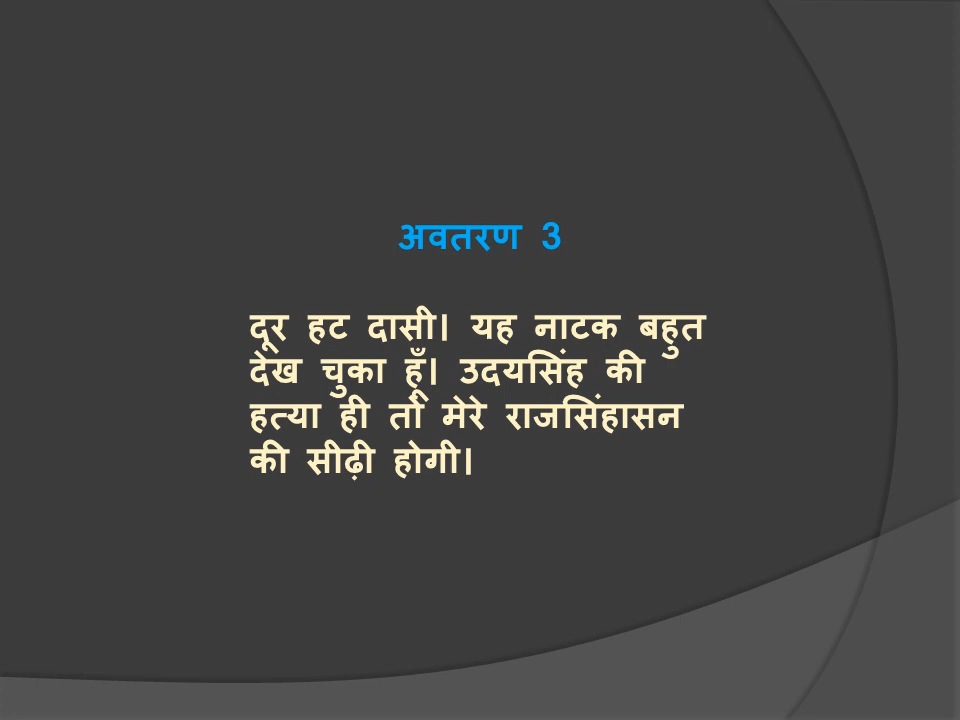 अवतरण 3
दूर हट दासी। यह नाटक बहुत
देख चुका हूँ। उदयसिंह की
हत्या ही तो मेरे राजसिंहासन
की सीढ़ी होगी।